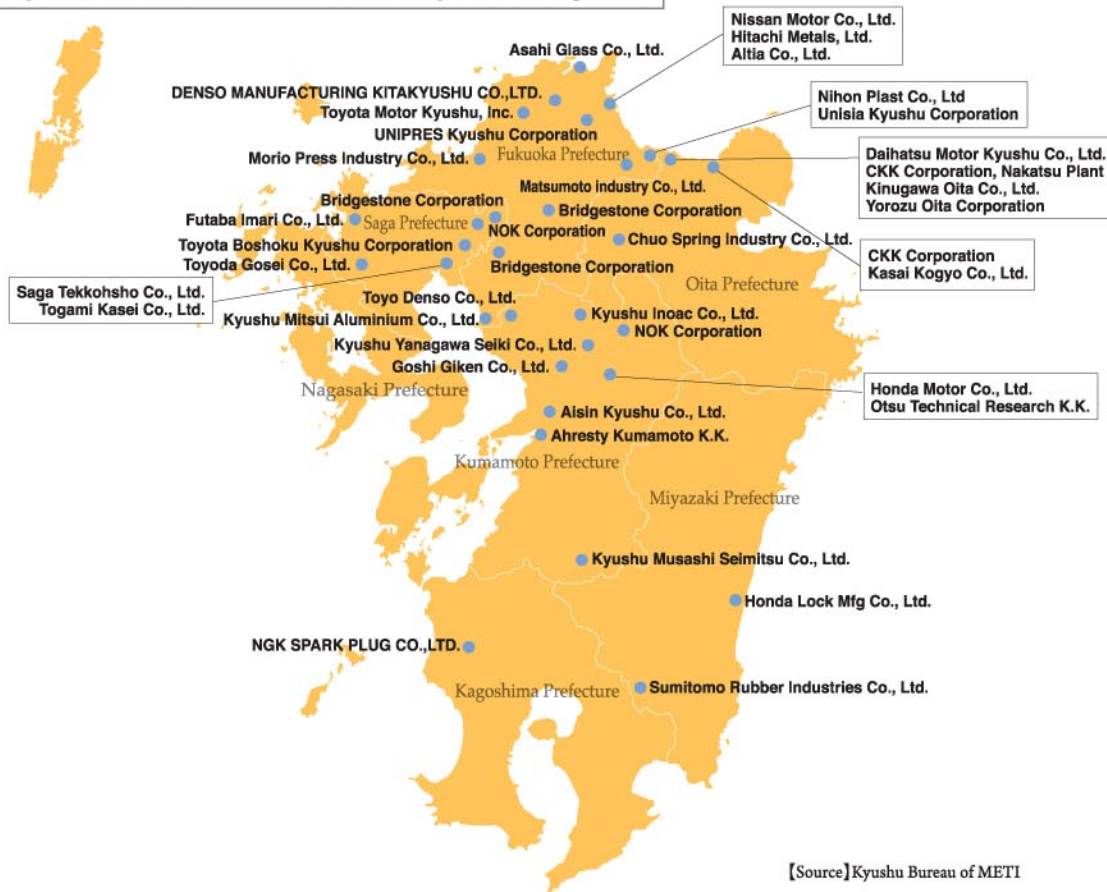 Nissan Motor Co., Ltd.
Hitachi Metals, Ltd.
Altia Co., Ltd.
Asahi Glass Co., Ltd.
DENSO MANUFACTURING KITAKYUSHU CO.,LTD.
Nihon Plast Co., Ltd
Unisia Kyushu Corporation
Toyota Motor Kyushu, Inc.
UNIPRES Kyushu Corporation
Fukuoka Prefecture
Morio Press Industry Co., Ltd.
Daihatsu Motor Kyushu Co., Ltd.
CKK Corporation, Nakatsu Plant
Kinugawa Oita Co., Ltd.
Yorozu Oita Corporation
Matsumoto industry Co., Ltd.
Bridgestone Corporation
Bridgestone Corporation
Futaba Imari Co., Ltd.
Saga Prefecture
NOK Corporation
Chuo Spring Industry Co., Ltd.
Toyota Boshoku Kyushu Corporation
Toyoda Gosei Co., Ltd.
Bridgestone Corporation
CKK Corporation
Kasai Kogyo Co., Ltd.
Oita Prefecture
Saga Tekkohsho Co., Ltd.
Togami Kasei Co., Ltd.
Toyo Denso Co., Ltd.
Kyushu Mitsui Aluminium Co., Ltd.
Kyushu Inoac Co., Ltd.
NOK Corporation
Kyushu Yanagawa Seiki Co., Ltd.
Goshi Giken Co., Ltd.
Nagasaki Prefecture
Honda Motor Co., Ltd.
Otsu Technical Research K.K.
Aisin Kyushu Co., Ltd.
Ahresty Kumamoto K.K.
Kumamoto Prefecture
Miyazaki Prefecture
Kyushu Musashi Seimitsu Co., Ltd.
Honda Lock Mfg Co., Ltd.
NGK SPARK PLUG CO.,LTD.
Kagoshima Prefecture
Sumitomo Rubber Industries Co., Ltd.
【Source】Kyushu Bureau of METI